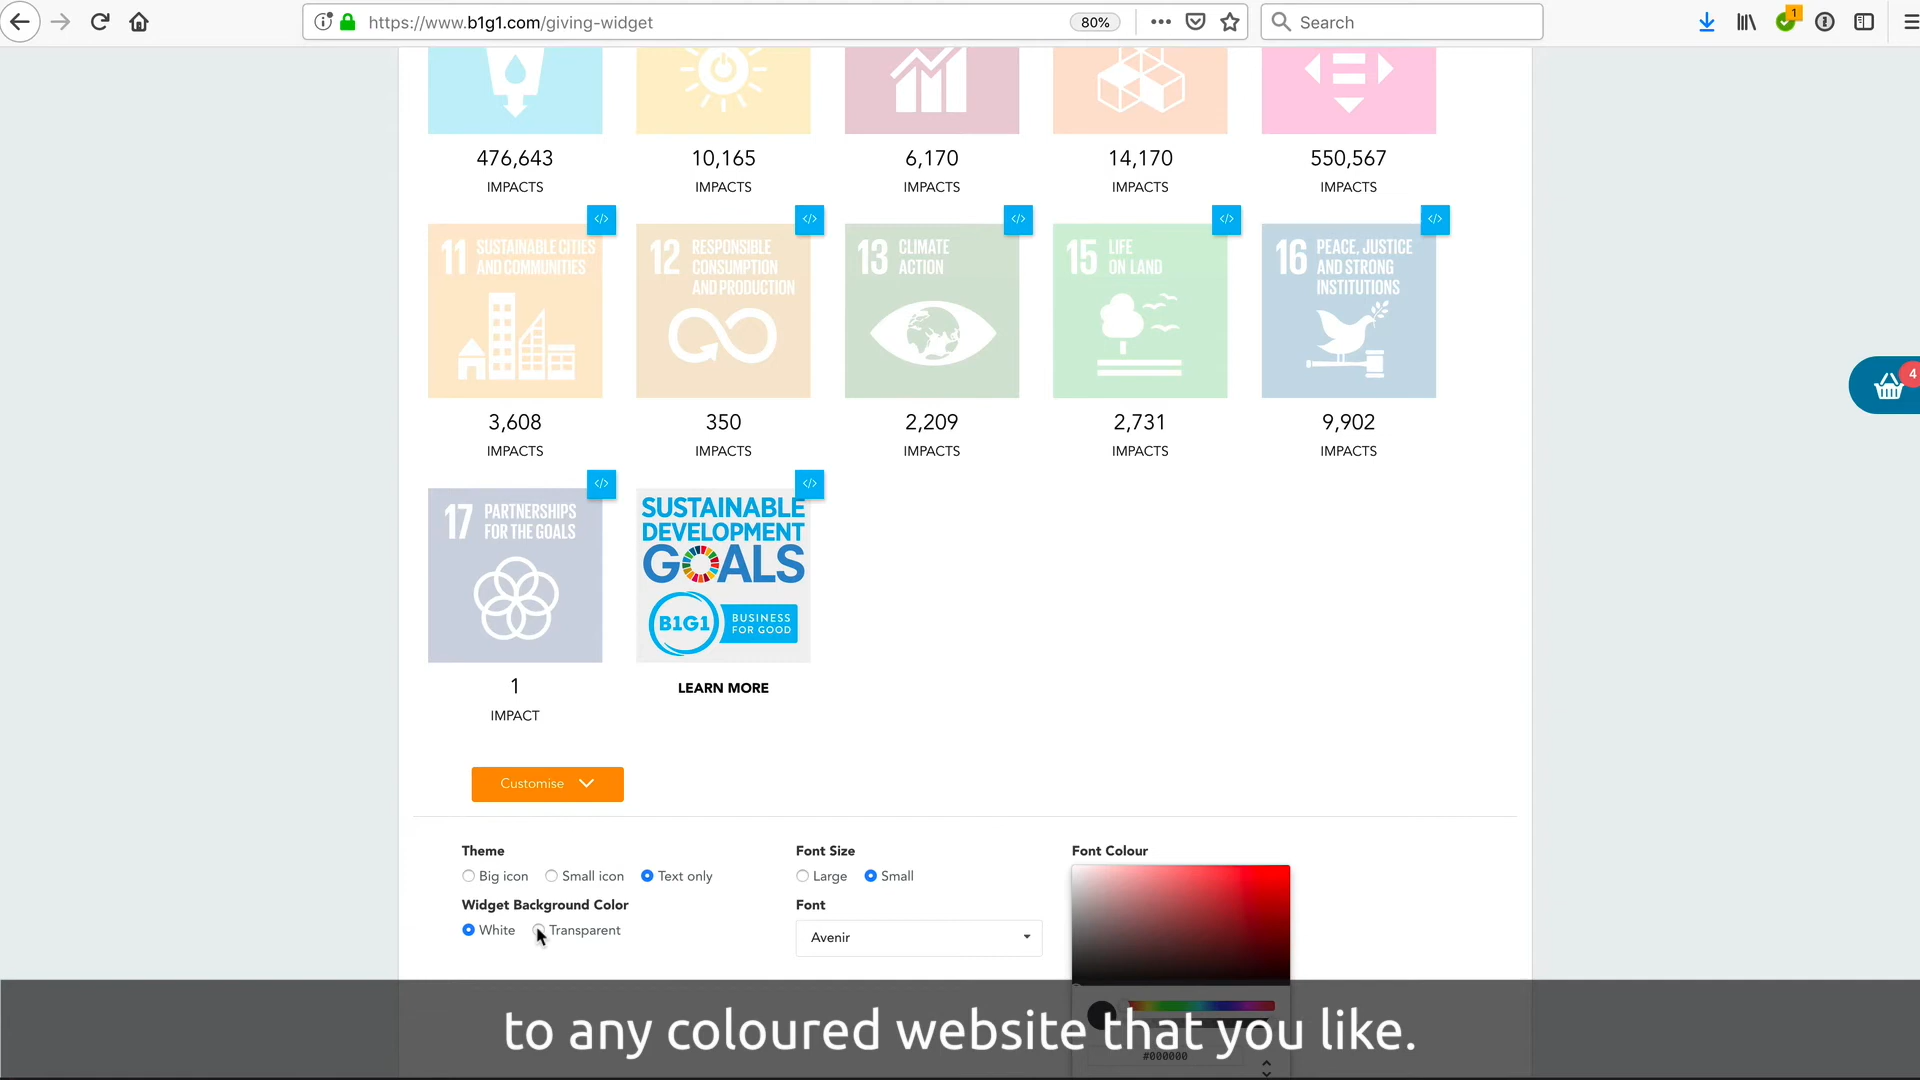 https://www.b1g1.com/giving-widget
80%
Search
1
476,643
IMPACTS
10,165
IMPACTS
6,170
IMPACTS
14,170
IMPACTS
550,567
IMPACTS
4
</>
</>
</>
</>
</>
11 SUSTAINABLE CITIES
AND COMMUNITIES
12 RESPONSIBLE
CONSUMPTION
AND PRODUCTION
13 CLIMATE
ACTION
15 LIFE
ON LAND
16 PEACE, JUSTICE
AND STRONG
INSTITUTIONS
3,608
IMPACTS
350
IMPACTS
2,209
IMPACTS
2,731
IMPACTS
9,902
IMPACTS
</>
</>
17 PARTNERSHIPS
FOR THE GOALS
SUSTAINABLE
DEVELOPMENT
GOALS
B1G1 BUSINESS
FOR GOOD
1
IMPACT
LEARN MORE
Customise
Theme
Big icon Small icon Text only
Widget Background Color
White Transparent
Font Size
Large Small
Font
Avenir
Font Colour
#000000
to any coloured website that you like.